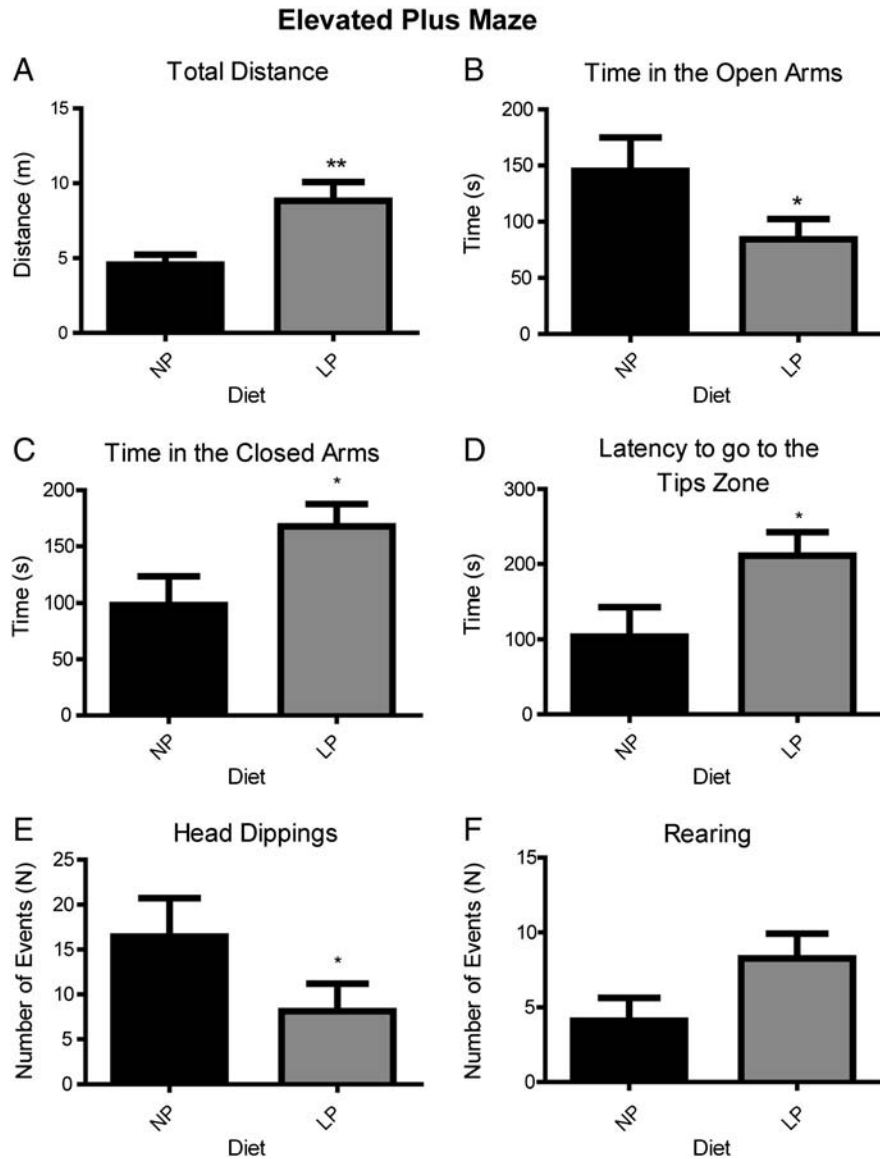 Elevated Plus Maze
A
Total Distance
Distance (m)
15
10
5
0
**
NP
LP
Diet
B
Time in the Open Arms
Time (s)
200
150
100
50
0
*
NP
LP
Diet
C
Time in the Closed Arms
Time (s)
200
150
100
50
0
*
NP
LP
Diet
D
Latency to go to the
Tips Zone
Time (s)
300
200
100
0
*
NP
LP
Diet
E
Head Dippings
Number of Events (N)
25
20
15
10
5
0
*
NP
LP
Diet
F
Rearing
Number of Events (N)
15
10
5
0
NP
LP
Diet